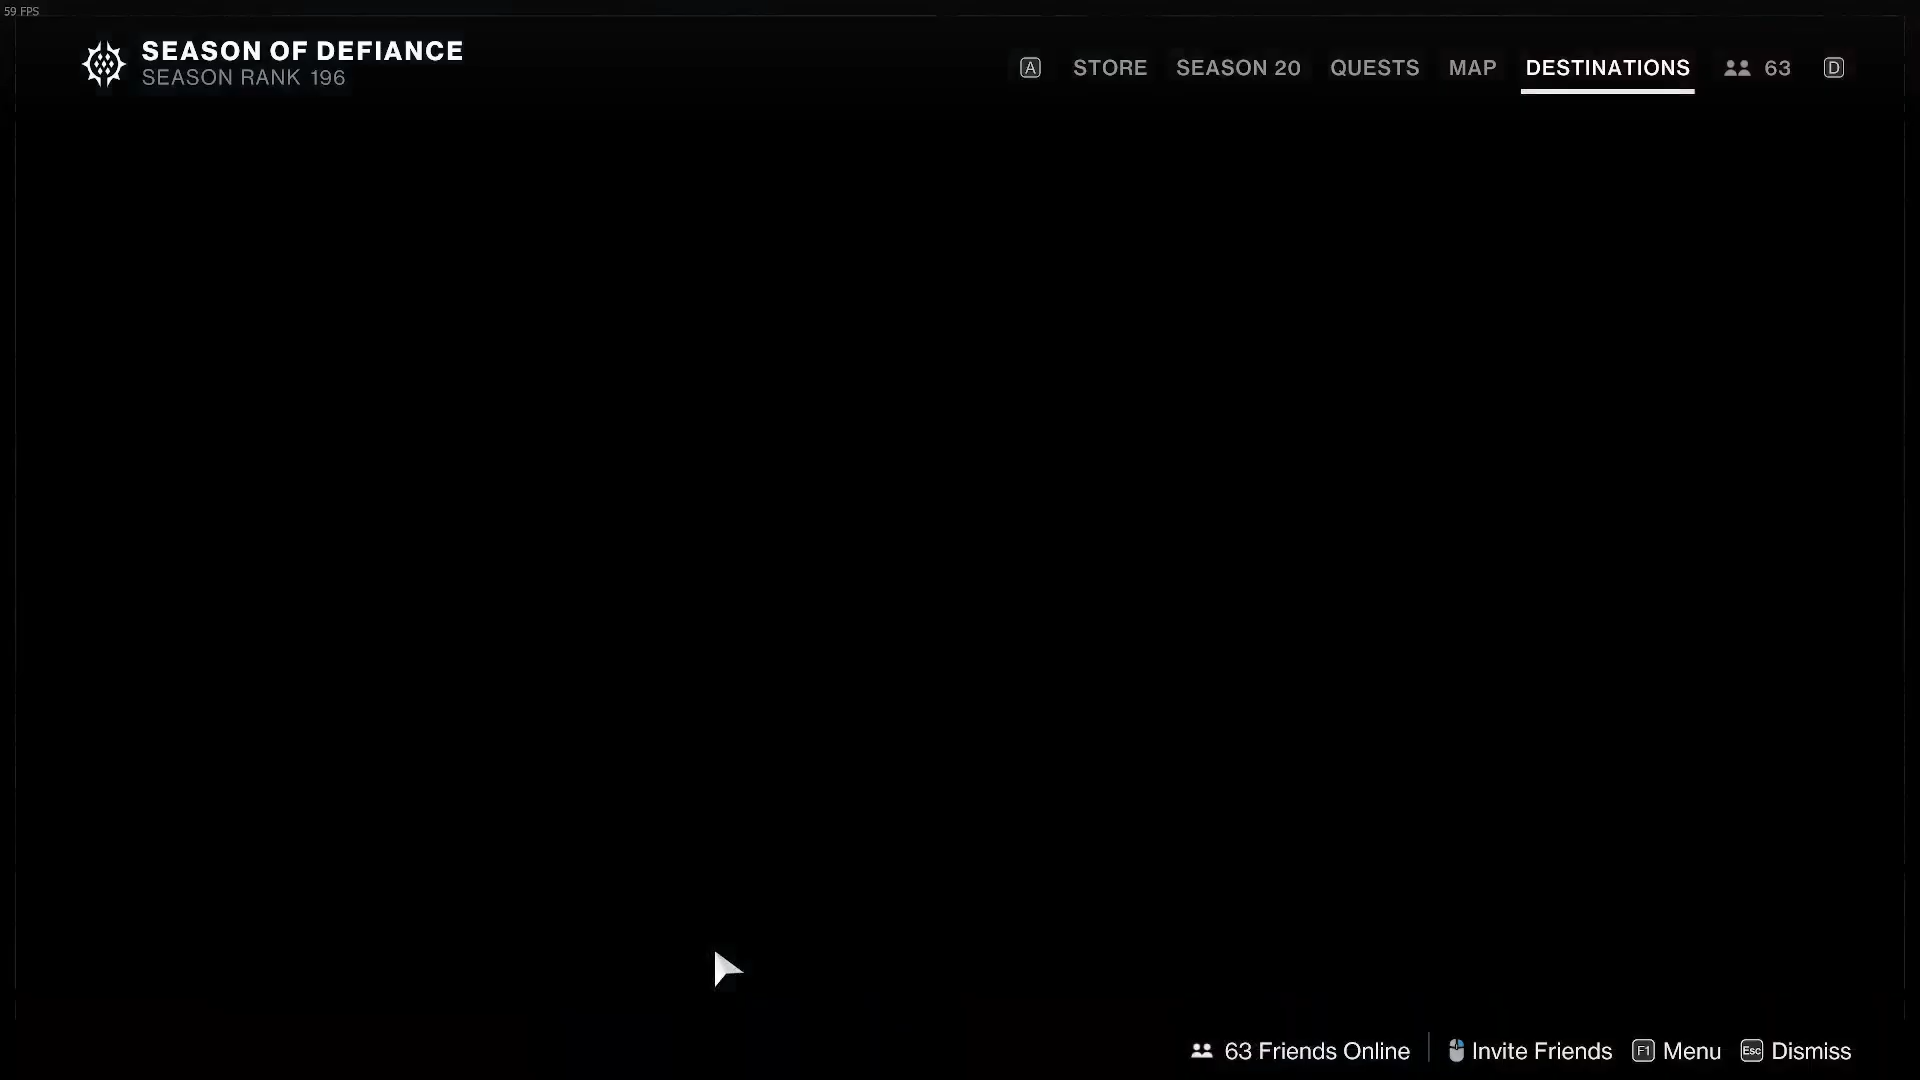 59 FPS
SEASON OF DEFIANCE
SEASON RANK 196
A STORE SEASON 20 QUESTS MAP DESTINATIONS 63 D
63 Friends Online Invite Friends F1 Menu Esc Dismiss